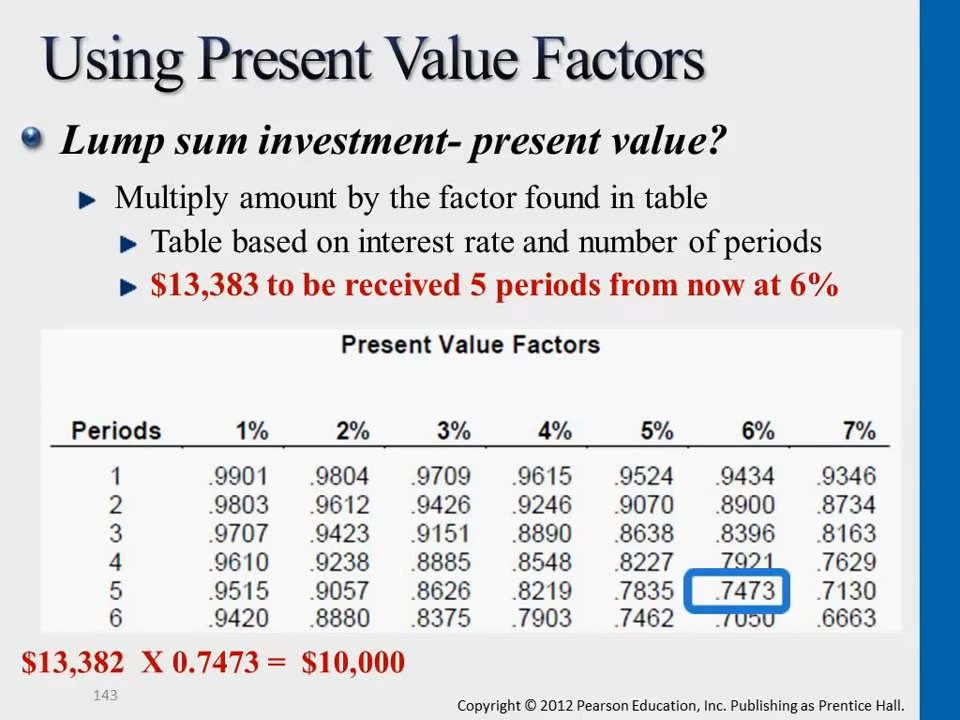 Using Present Value Factors
Lump sum investment- present value?
Multiply amount by the factor found in table
Table based on interest rate and number of periods
$13,383 to be received 5 periods from now at 6%
Present Value Factors
Periods 1% 2% 3% 4% 5% 6% 7%
1 .9901 .9804 .9709 .9615 .9524 .9434 .9346
2 .9803 .9612 .9426 .9246 .9070 .8900 .8734
3 .9707 .9423 .9151 .8890 .8638 .8396 .8163
4 .9610 .9238 .8885 .8548 .8227 .7921 .7629
5 .9515 .9057 .8626 .8219 .7835 .7473 .7130
6 .9420 .8880 .8375 .7903 .7462 .7050 .6663
$13,382 X 0.7473 = $10,000
143
Copyright © 2012 Pearson Education, Inc. Publishing as Prentice Hall.